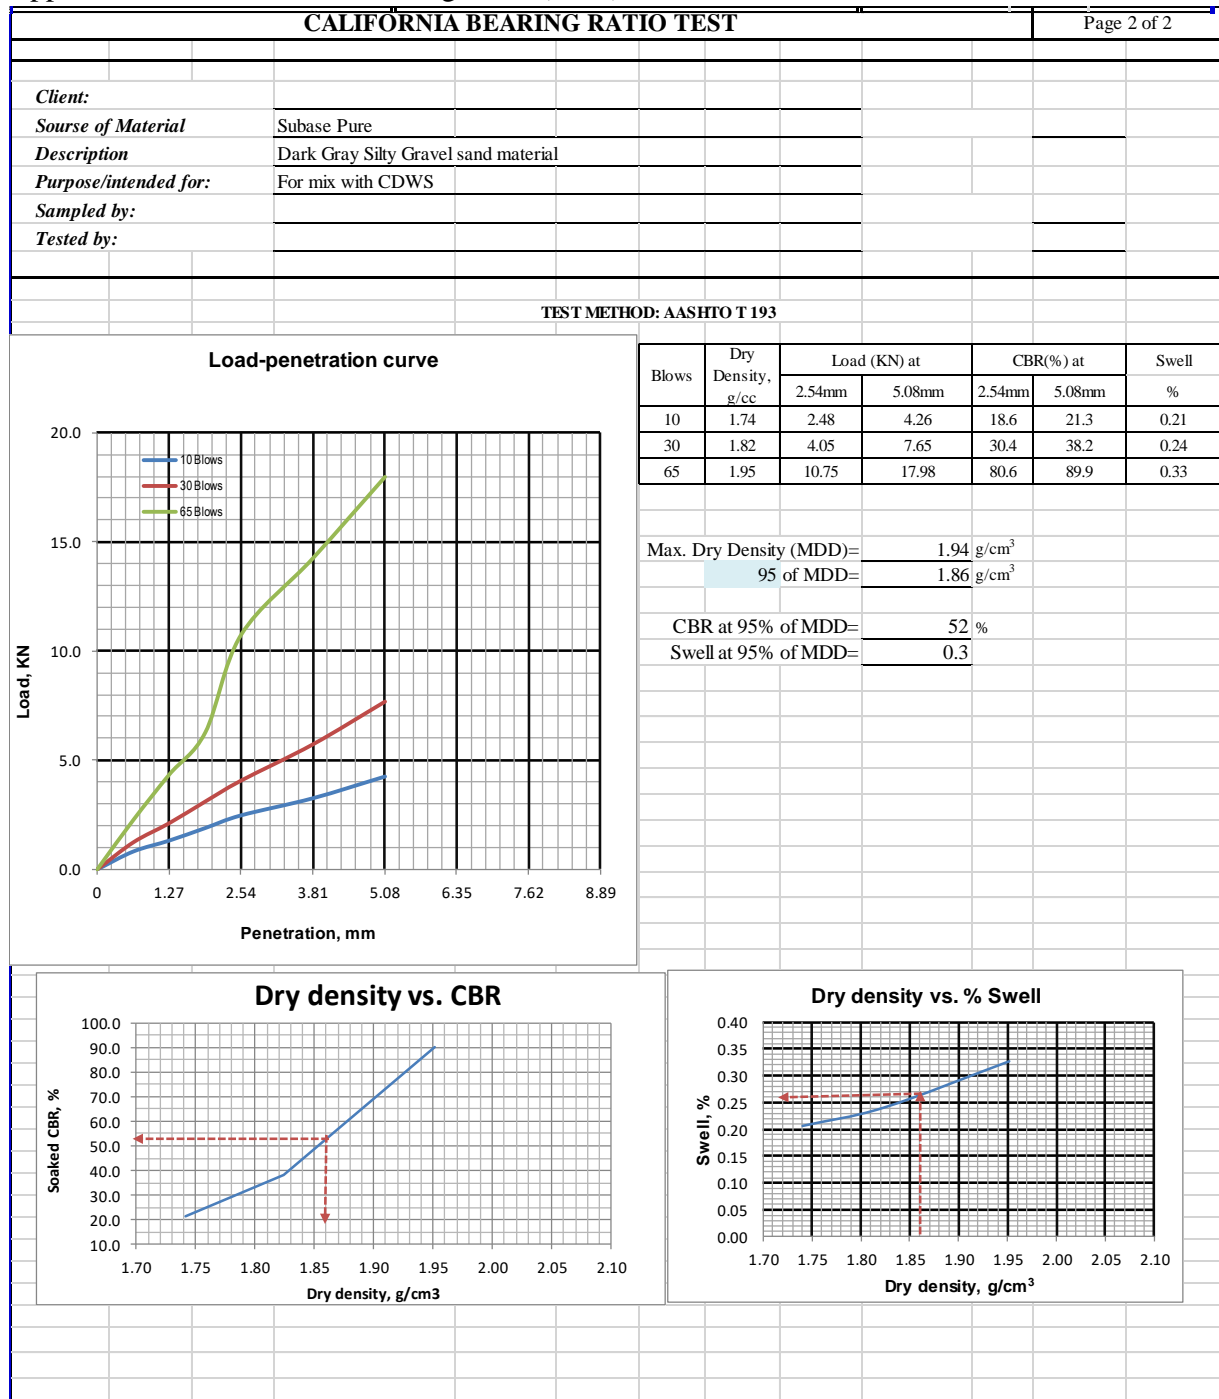 CALIFORNIA BEARING RATIO TEST
Page 2 of 2
Client:
Sourse of Material Subase Pure
Description Dark Gray Silty Gravel sand material
Purpose/intended for: For mix with CDWS
Sampled by:
Tested by:
TEST METHOD: AASHTO T 193
Load-penetration curve
20.0
15.0
10.0
5.0
0.0
10 Blows
30 Blows
65 Blows
Load, KN
0 1.27 2.54 3.81 5.08 6.35 7.62 8.89
Penetration, mm
Blows Dry Density, g/cc Load (KN) at CBR(%) at Swell
2.54mm 5.08mm 2.54mm 5.08mm %
10 1.74 2.48 4.26 18.6 21.3 0.21
30 1.82 4.05 7.65 30.4 38.2 0.24
65 1.95 10.75 17.98 80.6 89.9 0.33
Max. Dry Density (MDD)= 1.94 g/cm³
95 of MDD= 1.86 g/cm³
CBR at 95% of MDD= 52 %
Swell at 95% of MDD= 0.3
Dry density vs. CBR
100.0
90.0
80.0
70.0
60.0
50.0
40.0
30.0
20.0
10.0
Soaked CBR, %
1.70 1.75 1.80 1.85 1.90 1.95 2.00 2.05 2.10
Dry density, g/cm3
Dry density vs. % Swell
0.40
0.35
0.30
0.25
0.20
0.15
0.10
0.05
0.00
Swell, %
1.70 1.75 1.80 1.85 1.90 1.95 2.00 2.05 2.10
Dry density, g/cm³